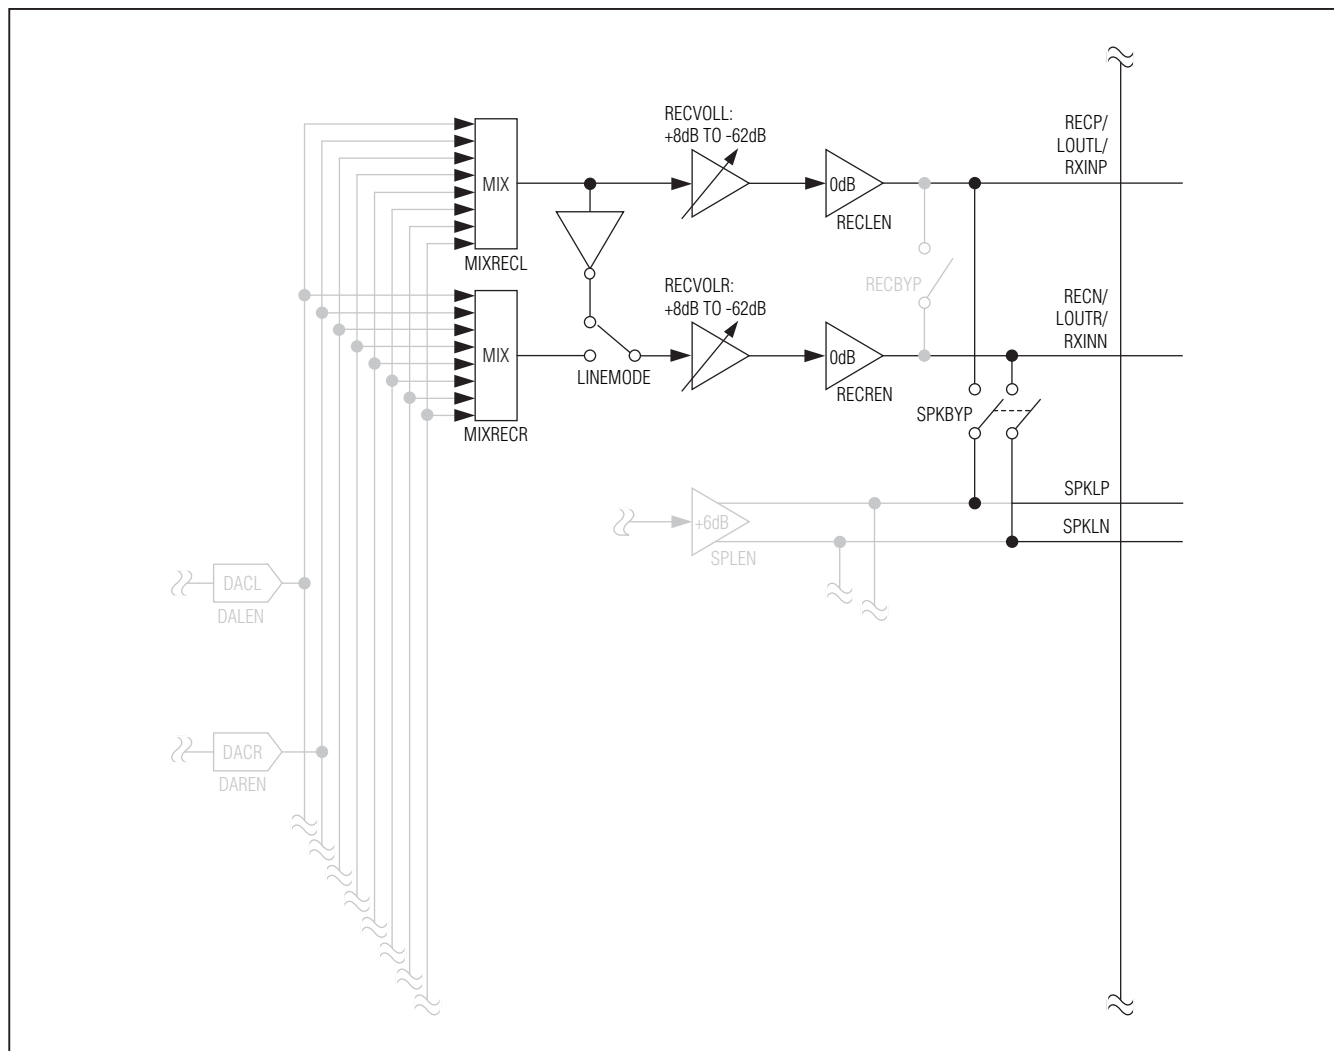 RECVOLL:
+8dB TO -62dB
RECP/
LOUTL/
RXINP
MIX
0dB
RECLEN
MIXRECL
RECVOLR:
+8dB TO -62dB
RECBYP
RECN/
LOUTR/
RXINN
MIX
0dB
LINEMODE
RECREN
MIXRECR
SPKBYP
SPKLP
+6dB
SPKLN
SPLEN
DACL
DALEN
DACR
DAREN